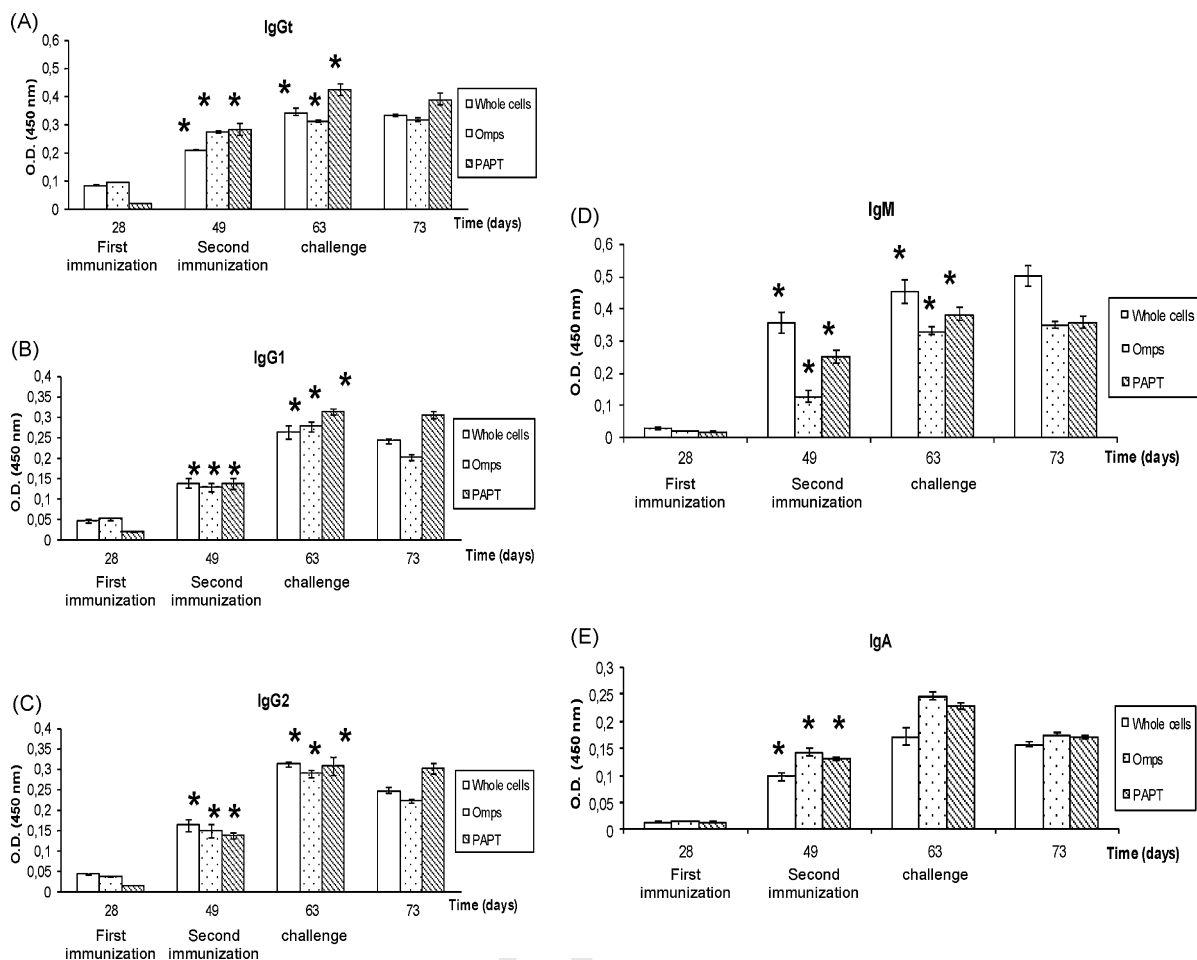 (A)
IgGt
O.D. (450 nm)
0,6
0,5
0,4
0,3
0,2
0,1
0
* * * * * *
Whole cells
Omps
PAPT
28 49 63 73 Time (days)
First Second challenge
immunization immunization
(B)
IgG1
O.D. (450 nm)
0,4
0,35
0,3
0,25
0,2
0,15
0,1
0,05
0
* * * * * *
Whole cells
Omps
PAPT
28 49 63 73 Time (days)
First Second challenge
immunization immunization
(C)
IgG2
O.D. (450 nm)
0,4
0,35
0,3
0,25
0,2
0,15
0,1
0,05
0
* * * * * *
Whole cells
Omps
PAPT
28 49 63 73 Time (days)
First Second challenge
immunization immunization
(D)
IgM
O.D. (450 nm)
0,6
0,5
0,4
0,3
0,2
0,1
0
* * * * * *
Whole cells
Omps
PAPT
28 49 63 73 Time (days)
First Second challenge
immunization immunization
(E)
IgA
O.D. (450 nm)
0,3
0,25
0,2
0,15
0,1
0,05
0
* * *
Whole cells
Omps
PAPT
28 49 63 73 Time (days)
First Second challenge
immunization immunization